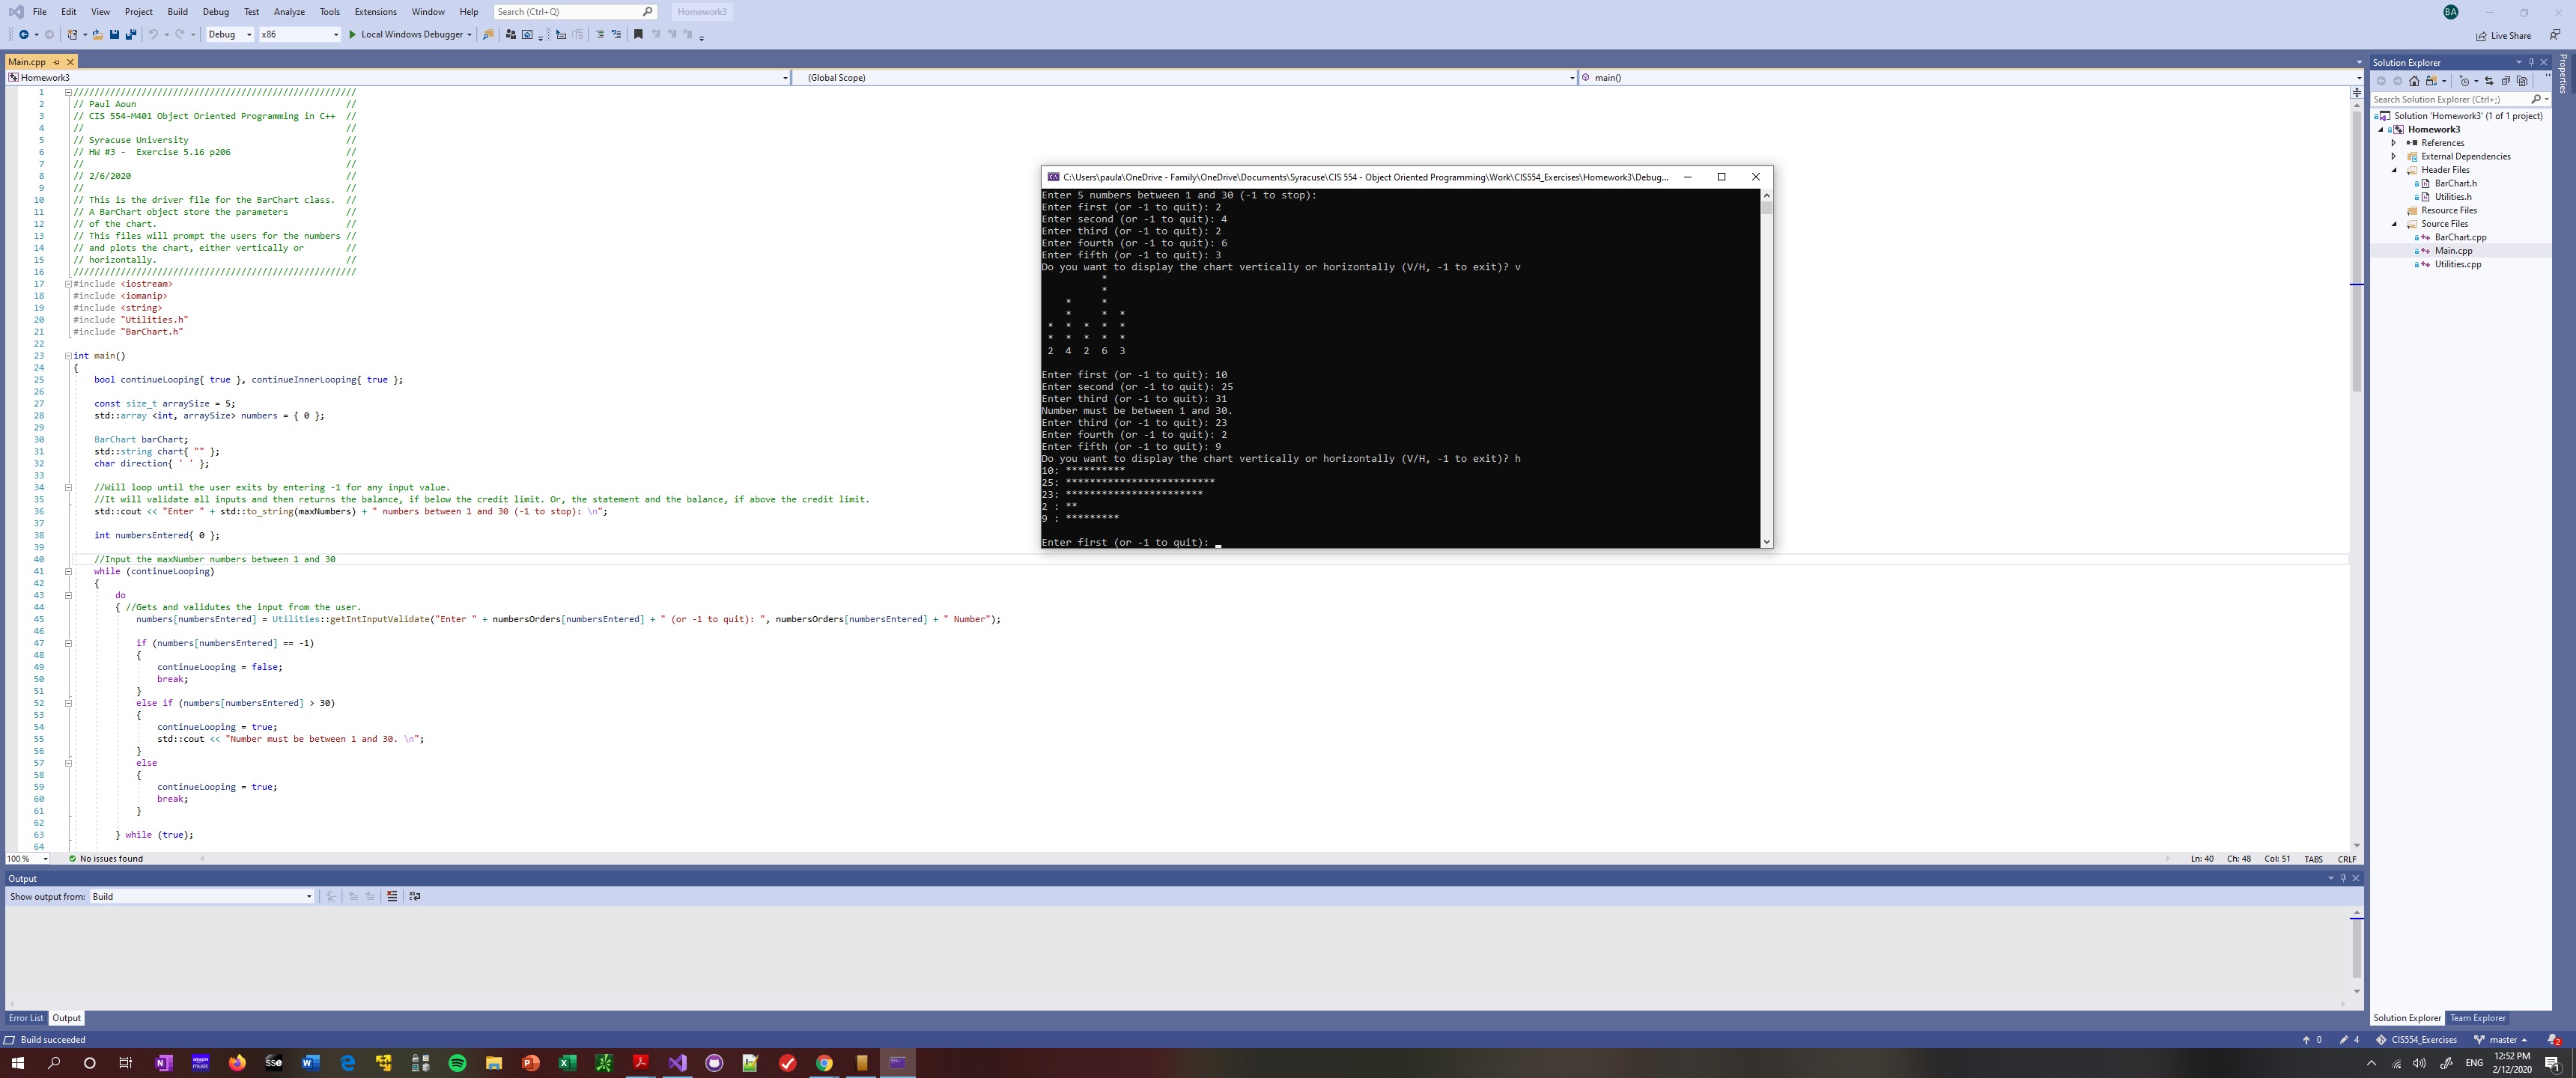 File Edit View Project Build Debug Test Analyze Tools Extensions Window Help Search (Ctrl+Q) Homework3 BA
Debug x86 Local Windows Debugger Live Share
Main.cpp
Homework3 (Global Scope) main()
1 //////////////////////////////////////////////////////
2 // Paul Aoun //
3 // CIS 554-M401 Object Oriented Programming in C++ //
4 // //
5 // Syracuse University //
6 // HW #3 - Exercise 5.16 p206 //
7 // //
8 // 2/6/2020 //
9 // //
10 // This is the driver file for the BarChart class. //
11 // A BarChart object store the parameters //
12 // of the chart. //
13 // This files will prompt the users for the numbers //
14 // and plots the chart, either vertically or //
15 // horizontally. //
16 //////////////////////////////////////////////////////
17 #include <iostream>
18 #include <iomanip>
19 #include <string>
20 #include "Utilities.h"
21 #include "BarChart.h"
22
23 int main()
24 {
25 bool continueLooping{ true }, continueInnerLooping{ true };
26
27 const size_t arraySize = 5;
28 std::array <int, arraySize> numbers = { 0 };
29
30 BarChart barChart;
31 std::string chart{ "" };
32 char direction{ ' ' };
33
34 //Will loop until the user exits by entering -1 for any input value.
35 //It will validate all inputs and then returns the balance, if below the credit limit. Or, the statement and the balance, if above the credit limit.
36 std::cout << "Enter " + std::to_string(maxNumbers) + " numbers between 1 and 30 (-1 to stop): \n";
37
38 int numbersEntered{ 0 };
39
40 //Input the maxNumber numbers between 1 and 30
41 while (continueLooping)
42 {
43 do
44 { //Gets and validutes the input from the user.
45 numbers[numbersEntered] = Utilities::getIntInputValidate("Enter " + numbersOrders[numbersEntered] + " (or -1 to quit): ", numbersOrders[numbersEntered] + " Number");
46
47 if (numbers[numbersEntered] == -1)
48 {
49 continueLooping = false;
50 break;
51 }
52 else if (numbers[numbersEntered] > 30)
53 {
54 continueLooping = true;
55 std::cout << "Number must be between 1 and 30. \n";
56 }
57 else
58 {
59 continueLooping = true;
60 break;
61 }
62
63 } while (true);
64
100 % No issues found Ln: 40 Ch: 48 Col: 51 TABS CRLF
C:\Users\paula\OneDrive - Family\OneDrive\Documents\Syracuse\CIS 554 - Object Oriented Programming\Work\CIS554_Exercises\Homework3\Debug...
Enter 5 numbers between 1 and 30 (-1 to stop):
Enter first (or -1 to quit): 2
Enter second (or -1 to quit): 4
Enter third (or -1 to quit): 2
Enter fourth (or -1 to quit): 6
Enter fifth (or -1 to quit): 3
Do you want to display the chart vertically or horizontally (V/H, -1 to exit)? v
*
*
* *
* * *
* * * * *
* * * * *
2 4 2 6 3
Enter first (or -1 to quit): 10
Enter second (or -1 to quit): 25
Enter third (or -1 to quit): 31
Number must be between 1 and 30.
Enter third (or -1 to quit): 23
Enter fourth (or -1 to quit): 2
Enter fifth (or -1 to quit): 9
Do you want to display the chart vertically or horizontally (V/H, -1 to exit)? h
10: **********
25: *************************
23: ***********************
2 : **
9 : *********
Enter first (or -1 to quit):
Solution Explorer
Search Solution Explorer (Ctrl+;)
Solution 'Homework3' (1 of 1 project)
Homework3
References
External Dependencies
Header Files
BarChart.h
Utilities.h
Resource Files
Source Files
BarChart.cpp
Main.cpp
Utilities.cpp
Properties
Output
Show output from: Build
Error List Output
Solution Explorer Team Explorer
Build succeeded 0 4 CIS554_Exercises master 2
ENG 12:52 PM
2/12/2020